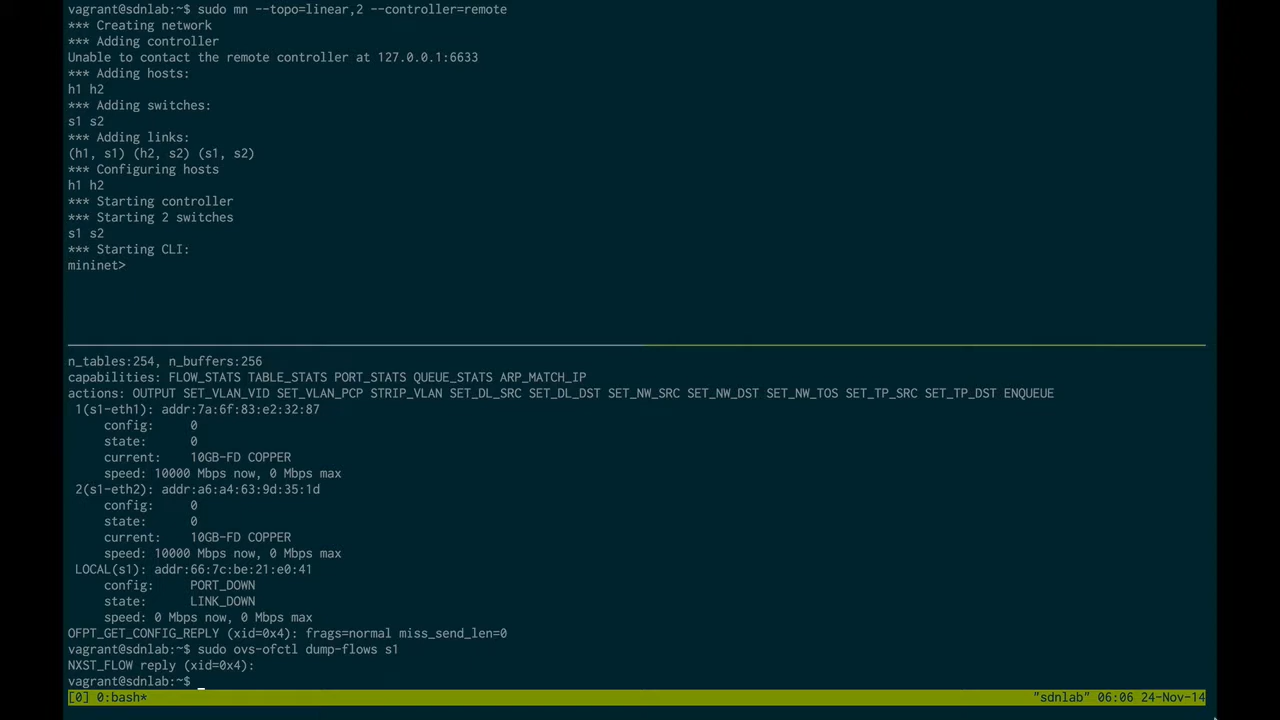 vagrant@sdnlab:~$ sudo mn --topo=linear,2 --controller=remote
*** Creating network
*** Adding controller
Unable to contact the remote controller at 127.0.0.1:6633
*** Adding hosts:
h1 h2
*** Adding switches:
s1 s2
*** Adding links:
(h1, s1) (h2, s2) (s1, s2)
*** Configuring hosts
h1 h2
*** Starting controller
*** Starting 2 switches
s1 s2
*** Starting CLI:
mininet>
n_tables:254, n_buffers:256
capabilities: FLOW_STATS TABLE_STATS PORT_STATS QUEUE_STATS ARP_MATCH_IP
actions: OUTPUT SET_VLAN_VID SET_VLAN_PCP STRIP_VLAN SET_DL_SRC SET_DL_DST SET_NW_SRC SET_NW_DST SET_NW_TOS SET_TP_SRC SET_TP_DST ENQUEUE
1(s1-eth1): addr:7a:6f:83:e2:32:87
config: 0
state: 0
current: 10GB-FD COPPER
speed: 10000 Mbps now, 0 Mbps max
2(s1-eth2): addr:a6:a4:63:9d:35:1d
config: 0
state: 0
current: 10GB-FD COPPER
speed: 10000 Mbps now, 0 Mbps max
LOCAL(s1): addr:66:7c:be:21:e0:41
config: PORT_DOWN
state: LINK_DOWN
speed: 0 Mbps now, 0 Mbps max
OFPT_GET_CONFIG_REPLY (xid=0x4): frags=normal miss_send_len=0
vagrant@sdnlab:~$ sudo ovs-ofctl dump-flows s1
NXST_FLOW reply (xid=0x4):
vagrant@sdnlab:~$
[0] 0:bash* "sdnlab" 06:06 24-Nov-14